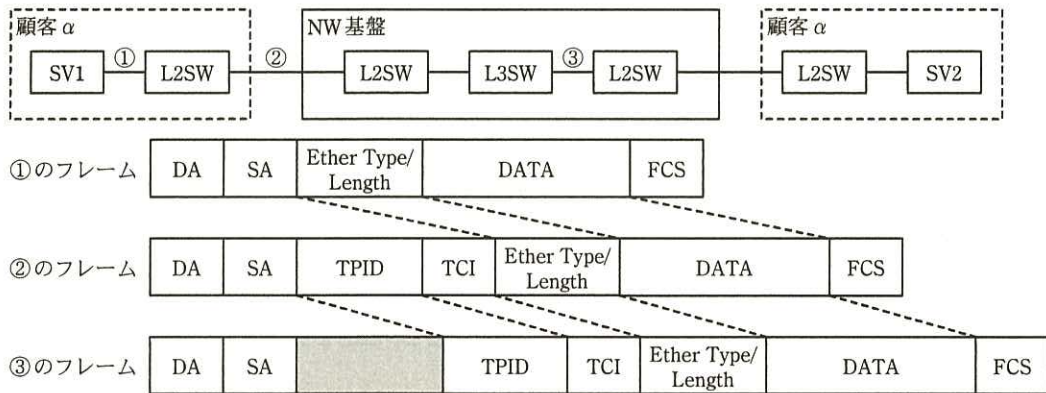 顧客α
NW基盤
顧客α
① ② ③
SV1 L2SW L2SW L3SW L2SW L2SW SV2
①のフレーム DA SA Ether Type/
Length DATA FCS
②のフレーム DA SA TPID TCI Ether Type/
Length DATA FCS
③のフレーム DA SA TPID TCI Ether Type/
Length DATA FCS